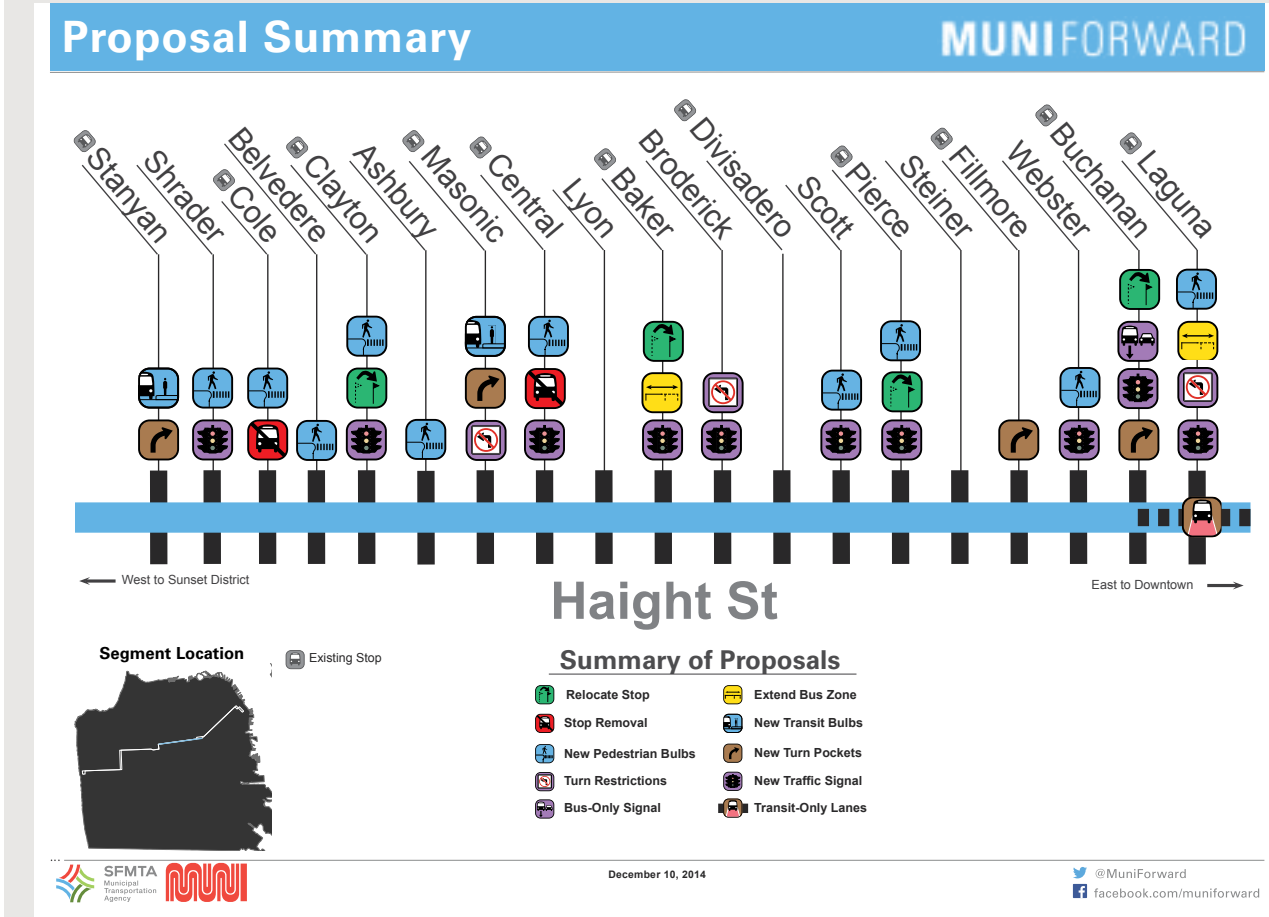 Proposal Summary
MUNIFORWARD
Stanyan
Shrader
Cole
Belvedere
Clayton
Ashbury
Masonic
Central
Lyon
Baker
Broderick
Divisadero
Scott
Pierce
Steiner
Fillmore
Webster
Buchanan
Laguna
West to Sunset District
East to Downtown
Haight St
Segment Location
Existing Stop
Summary of Proposals
Relocate Stop
Extend Bus Zone
Stop Removal
New Transit Bulbs
New Pedestrian Bulbs
New Turn Pockets
Turn Restrictions
New Traffic Signal
Bus-Only Signal
Transit-Only Lanes
...
SFMTA
Municipal
Transportation
Agency
MUNI
December 10, 2014
@MuniForward
facebook.com/muniforward